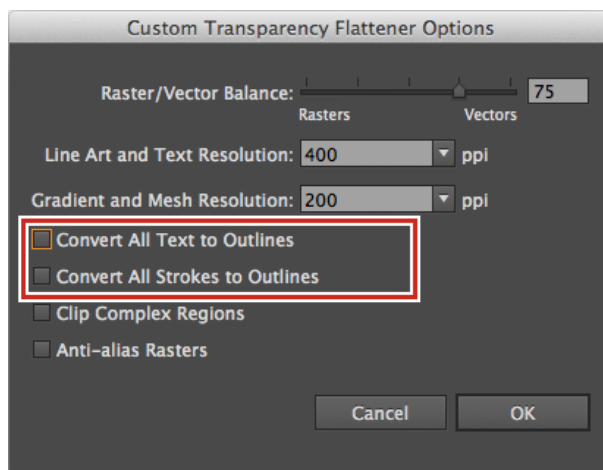 Custom Transparency Flattener Options
Raster/Vector Balance: 75
Rasters Vectors
Line Art and Text Resolution: 400 ppi
Gradient and Mesh Resolution: 200 ppi
Convert All Text to Outlines
Convert All Strokes to Outlines
Clip Complex Regions
Anti-alias Rasters
Cancel OK